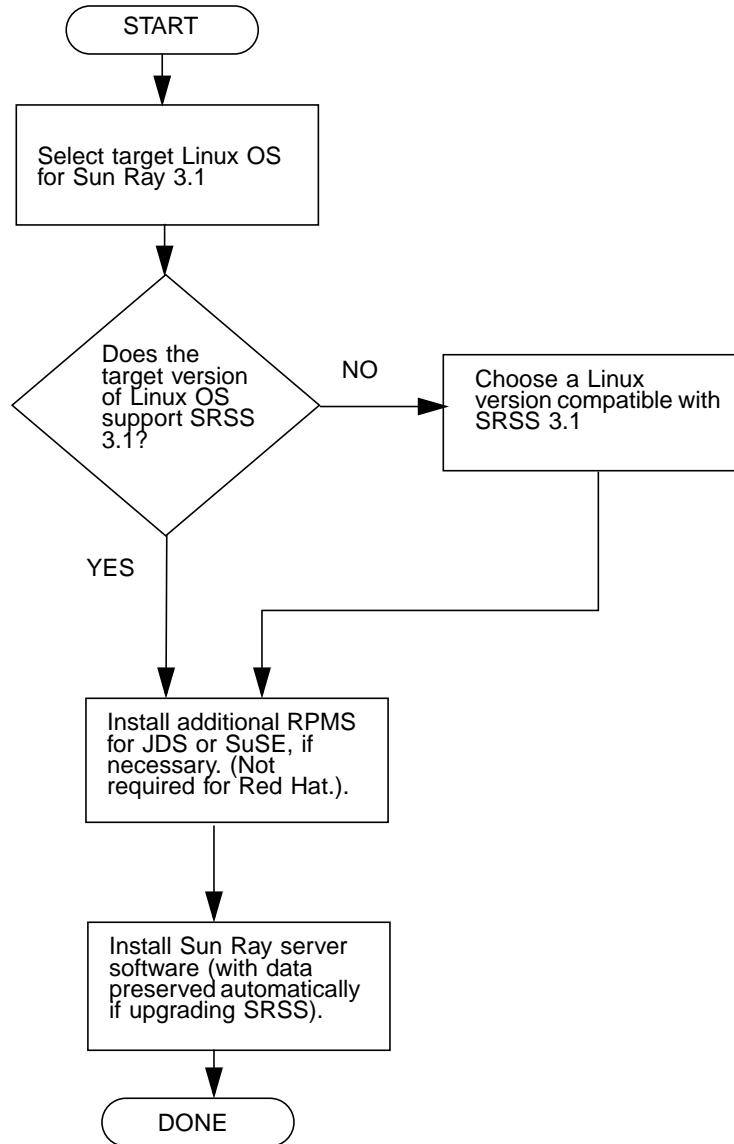 START
Select target Linux OS
for Sun Ray 3.1
Does the
target version
of Linux OS
support SRSS
3.1?
NO
Choose a Linux
version compatible with
SRSS 3.1
YES
Install additional RPMS
for JDS or SuSE, if
necessary. (Not
required for Red Hat.).
Install Sun Ray server
software (with data
preserved automatically
if upgrading SRSS).
DONE